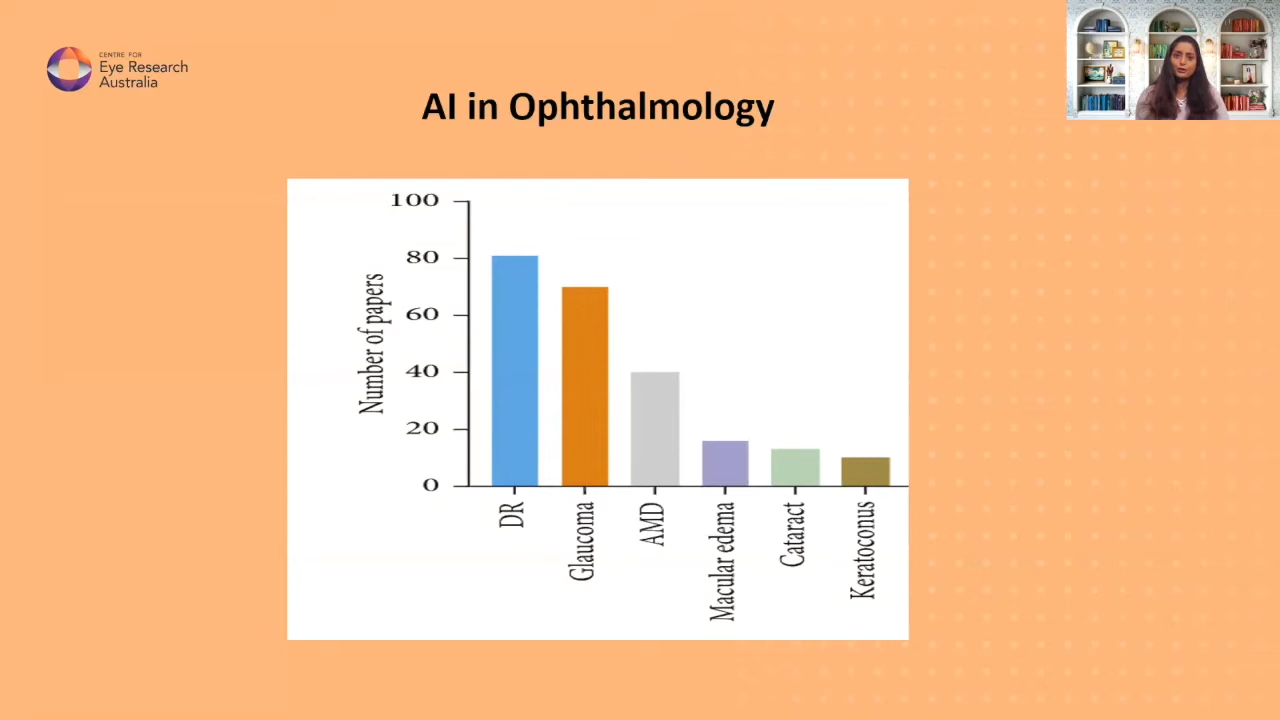 CENTRE FOR
Eye Research
Australia
AI in Ophthalmology
100
80
60
40
20
0
Number of papers
DR
Glaucoma
AMD
Macular edema
Cataract
Keratoconus